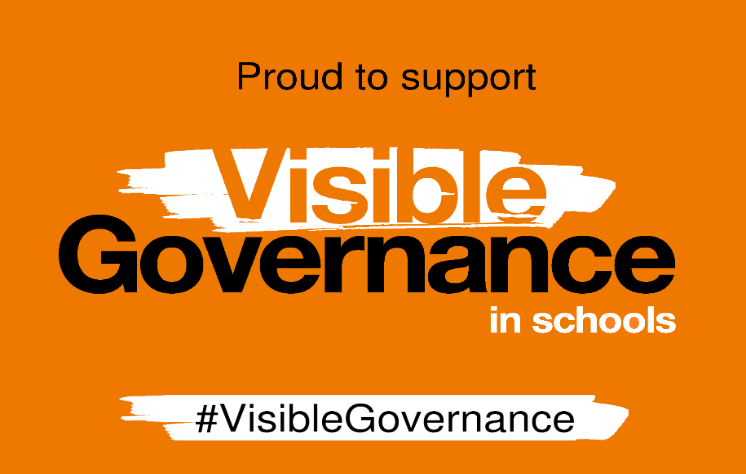 Proud to support
Visible
Governance
in schools
#VisibleGovernance